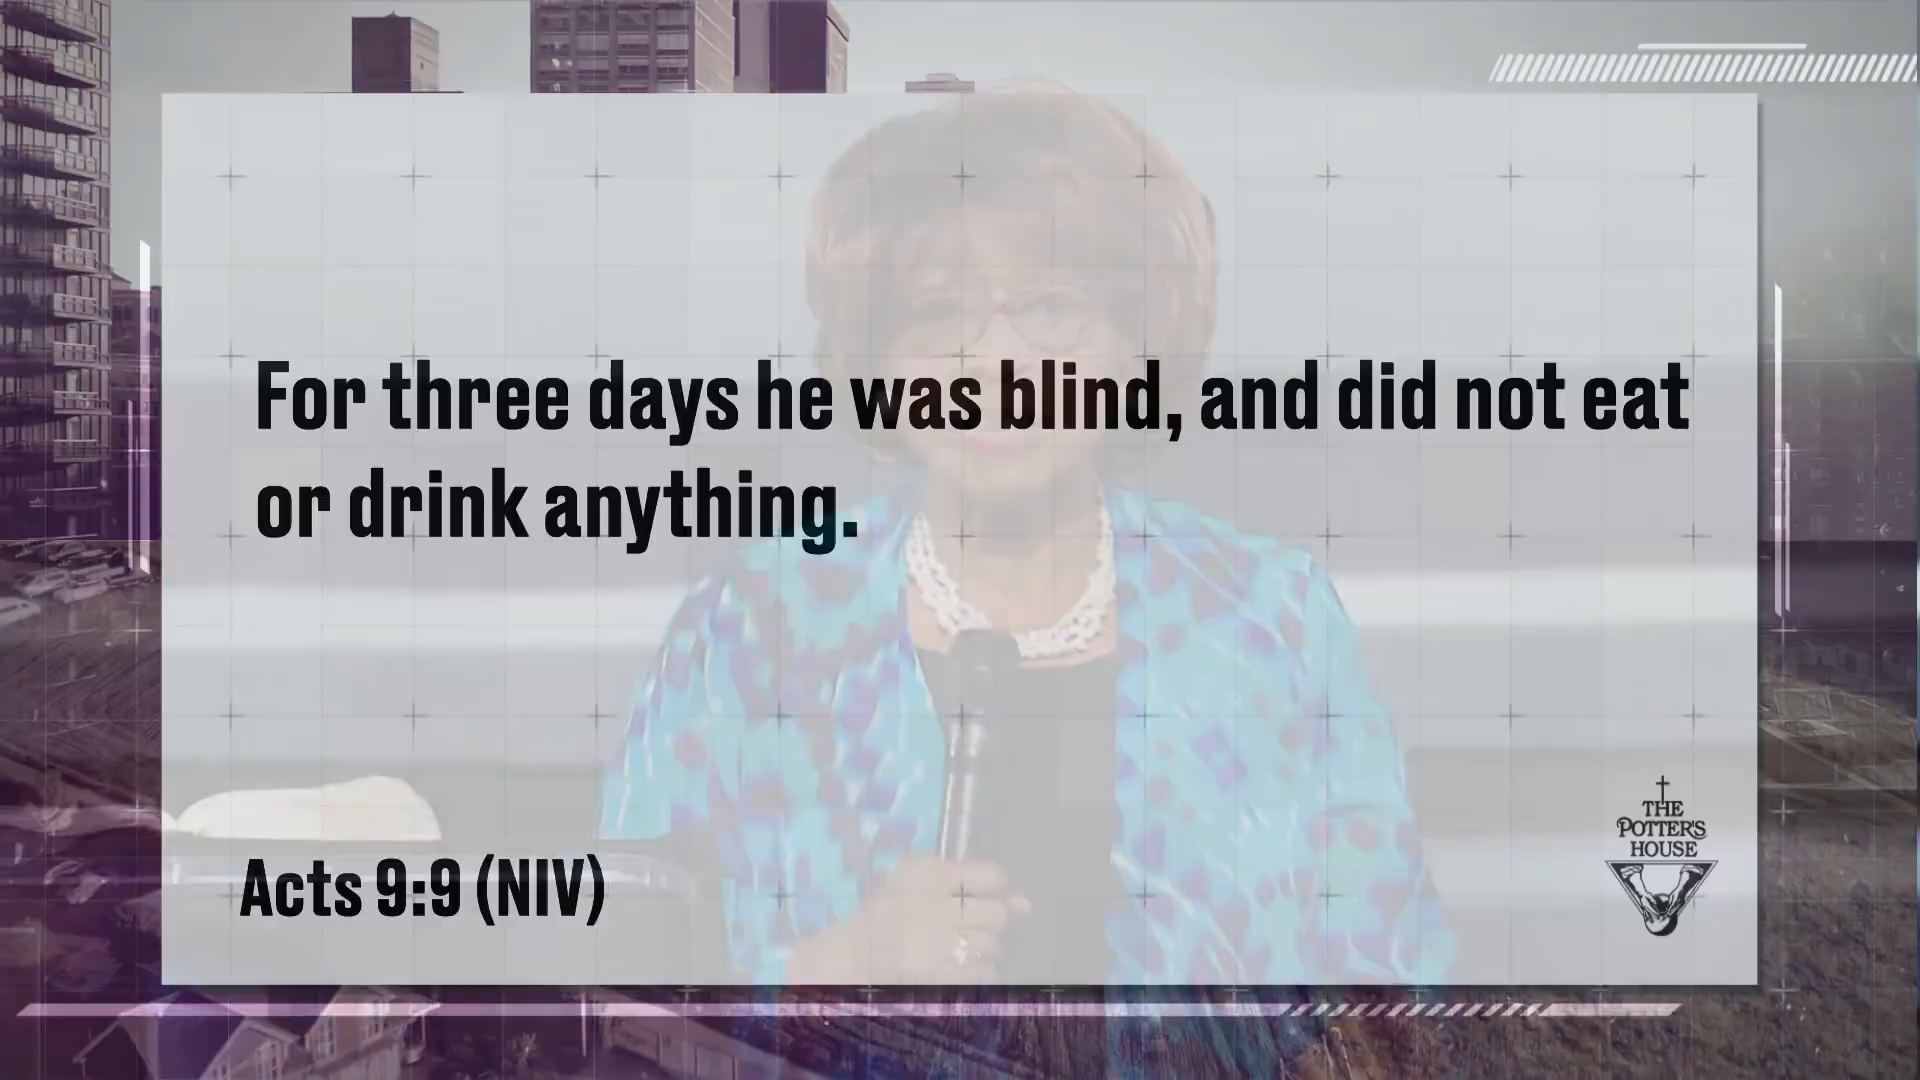 For three days he was blind, and did not eat
or drink anything.
Acts 9:9 (NIV)
THE
POTTER'S
HOUSE